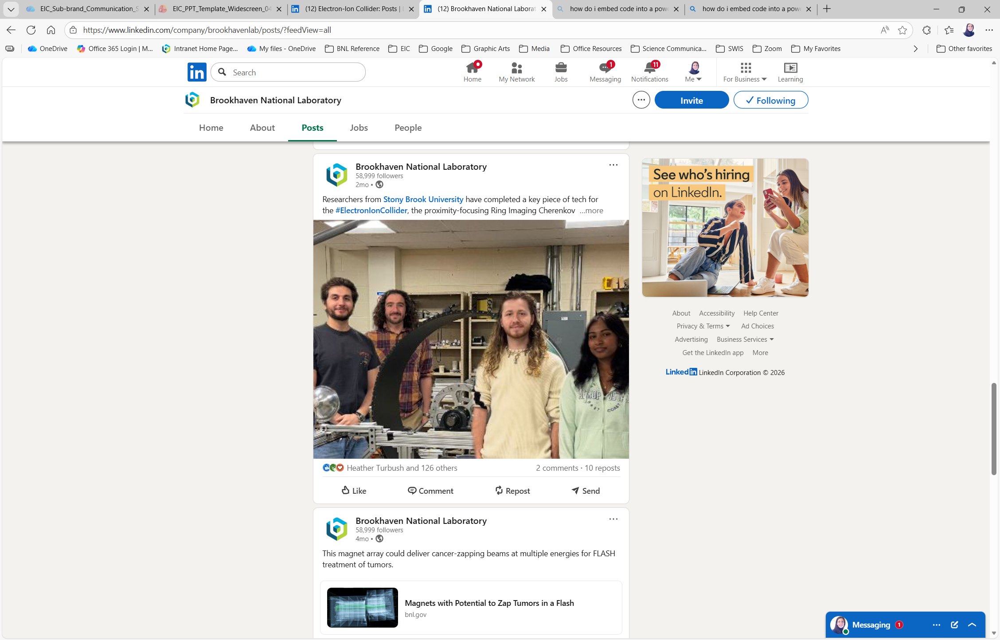 EIC_Sub-brand_Communication_S
EIC_PPT_Template_Widescreen_04
(12) Electron-Ion Collider: Posts |
(12) Brookhaven National Laborat
how do i embed code into a powe
how do i embed code into a powe
https://www.linkedin.com/company/brookhavenlab/posts/?feedView=all
OneDrive
Office 365 Login | M...
Intranet Home Page...
My files - OneDrive
BNL Reference
EIC
Google
Graphic Arts
Media
Office Resources
Science Communica...
SWIS
Zoom
My Favorites
Other favorites
in
Search
Home
My Network
Jobs
1
Messaging
11
Notifications
Me
For Business
Learning
Brookhaven National Laboratory
Invite
Following
Home
About
Posts
Jobs
People
Brookhaven National Laboratory
58,999 followers
2mo •
Researchers from Stony Brook University have completed a key piece of tech for
the #ElectronIonCollider, the proximity-focusing Ring Imaging Cherenkov ...more
COAST
Heather Turbush and 126 others
2 comments · 10 reposts
Like
Comment
Repost
Send
Brookhaven National Laboratory
58,999 followers
4mo •
This magnet array could deliver cancer-zapping beams at multiple energies for FLASH
treatment of tumors.
Magnets with Potential to Zap Tumors in a Flash
bnl.gov
See who's hiring
on LinkedIn.
About
Accessibility
Help Center
Privacy & Terms
Ad Choices
Advertising
Business Services
Get the LinkedIn app
More
LinkedIn LinkedIn Corporation © 2026
Messaging
1